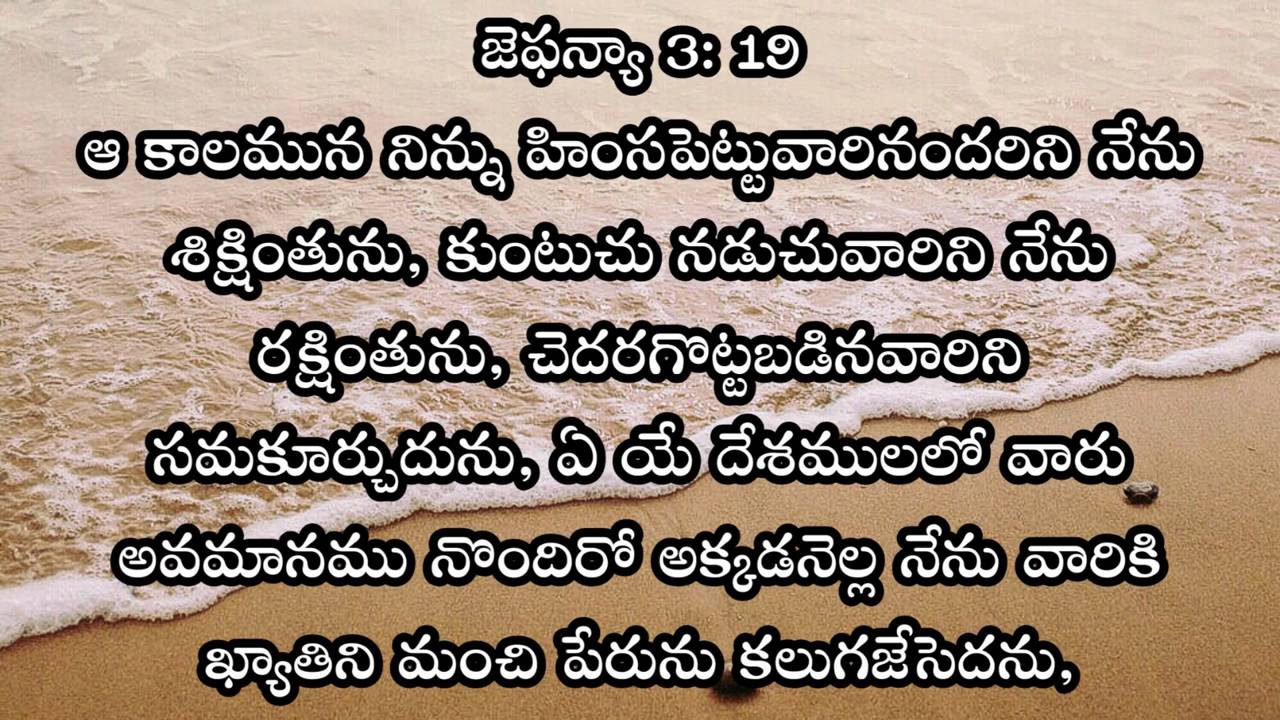 జెఫన్యా 3: 19
ఆ కాలమున నిన్ను హింసపెట్టువారినందరిని నేను
శిక్షింతును, కుంటుచు నడుచువారిని నేను
రక్షింతును, చెదరగొట్టబడినవారిని
సమకూర్చుదును, ఏ యే దేశములలో వారు
అవమానము నొందిరో అక్కడనెల్ల నేను వారికి
ఖ్యాతిని మంచి పేరును కలుగజేసెదను,